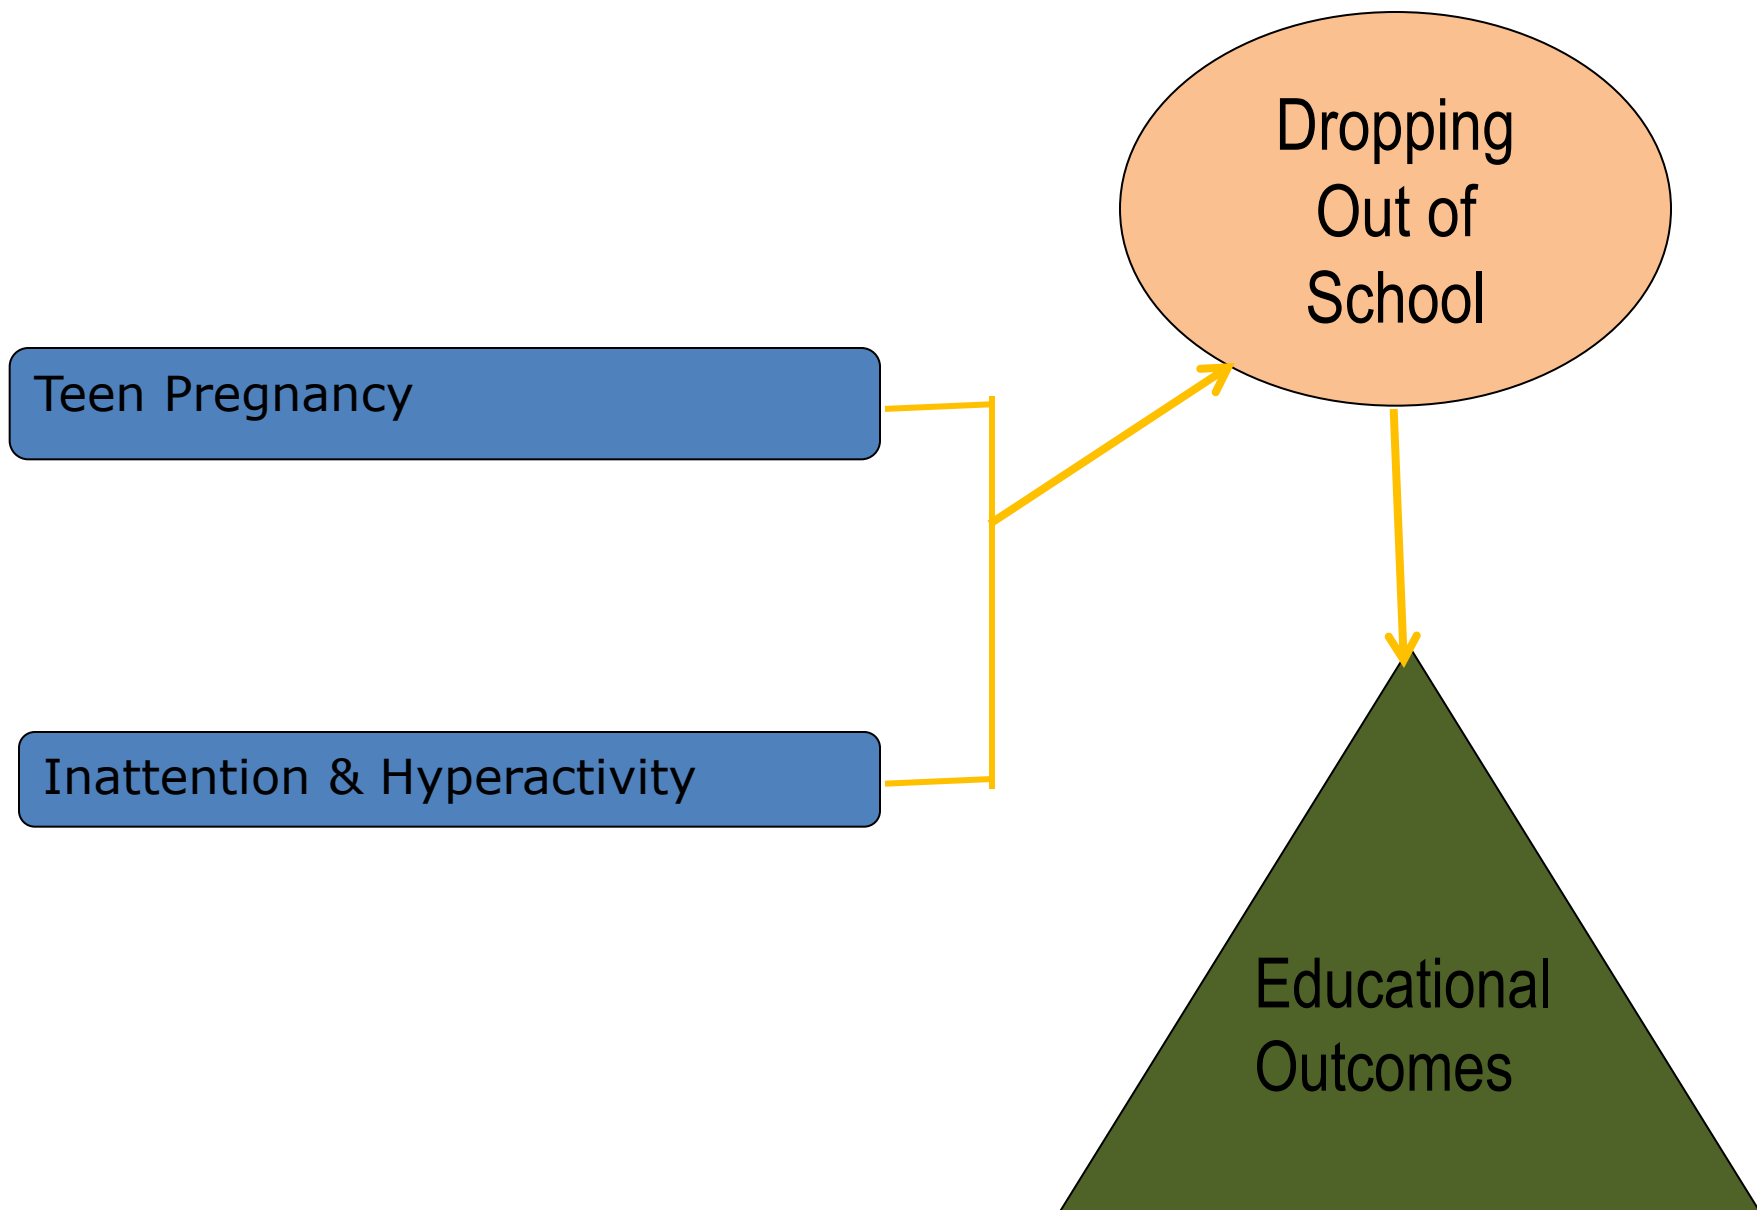 Dropping
Out of
School
Teen Pregnancy
Inattention & Hyperactivity
Educational
Outcomes